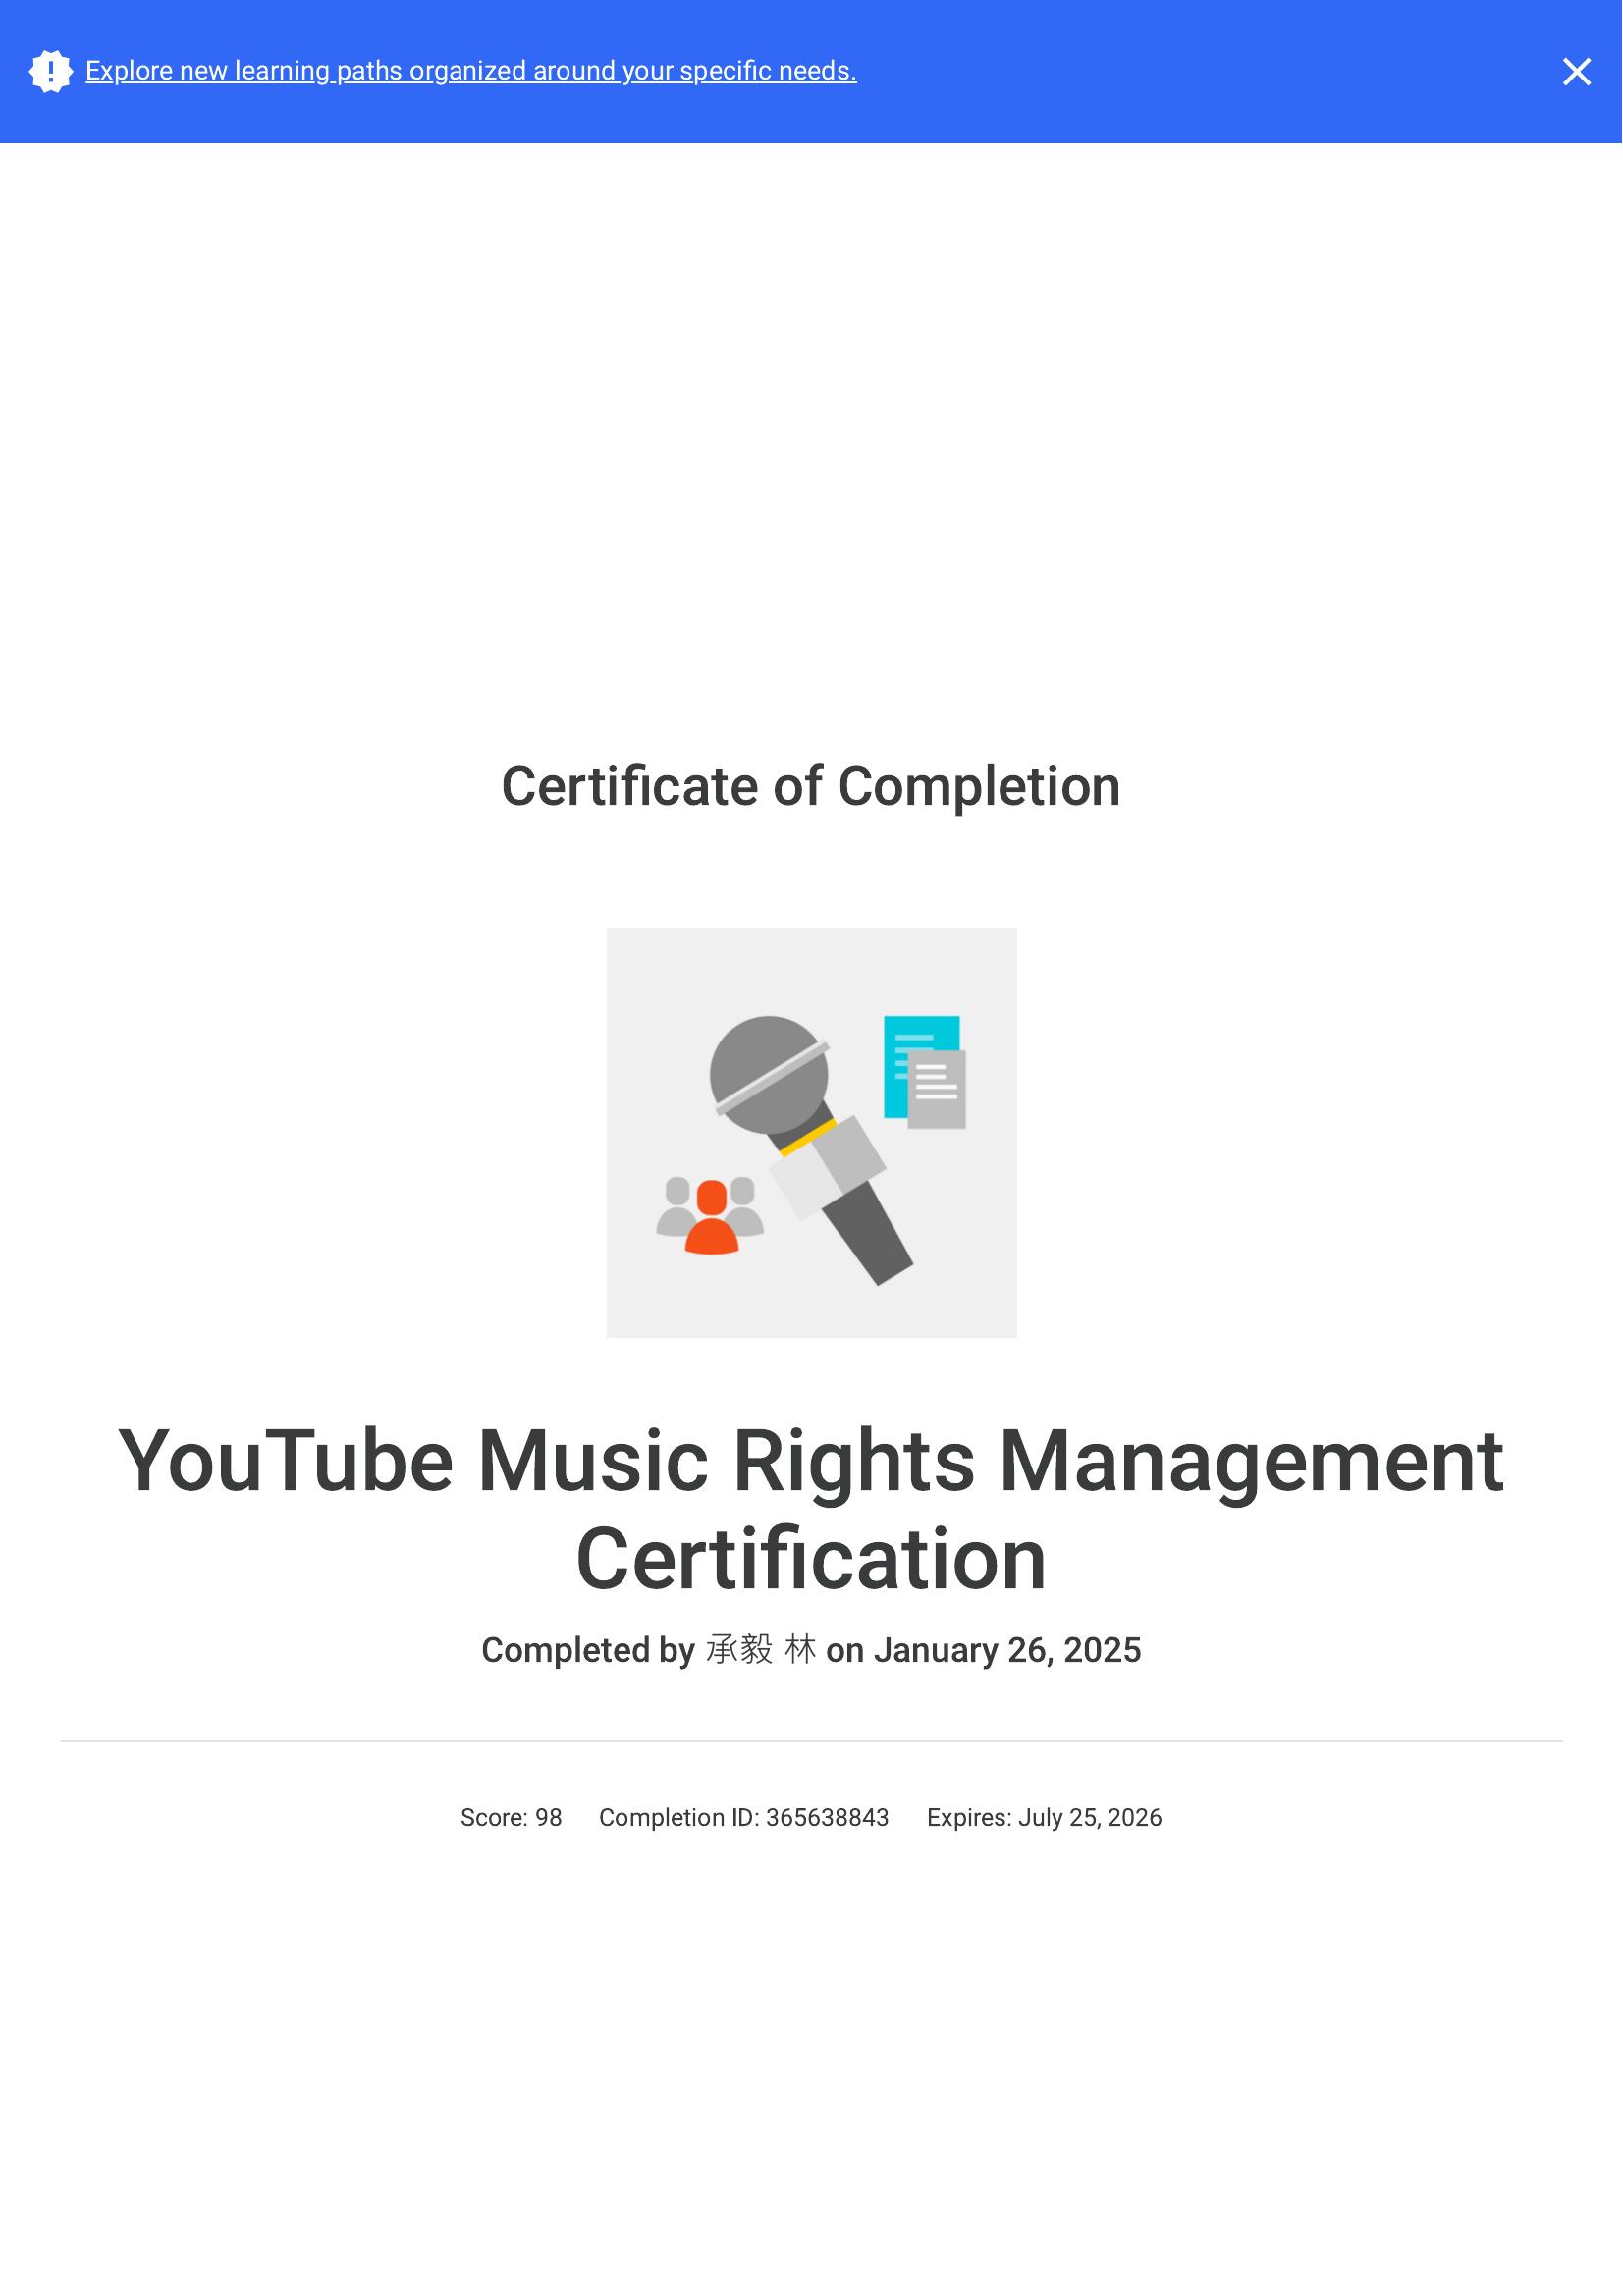 Explore new learning paths organized around your specific needs.
Certificate of Completion
YouTube Music Rights Management
Certification
Completed by 承毅 林 on January 26, 2025
Score: 98 Completion ID: 365638843 Expires: July 25, 2026